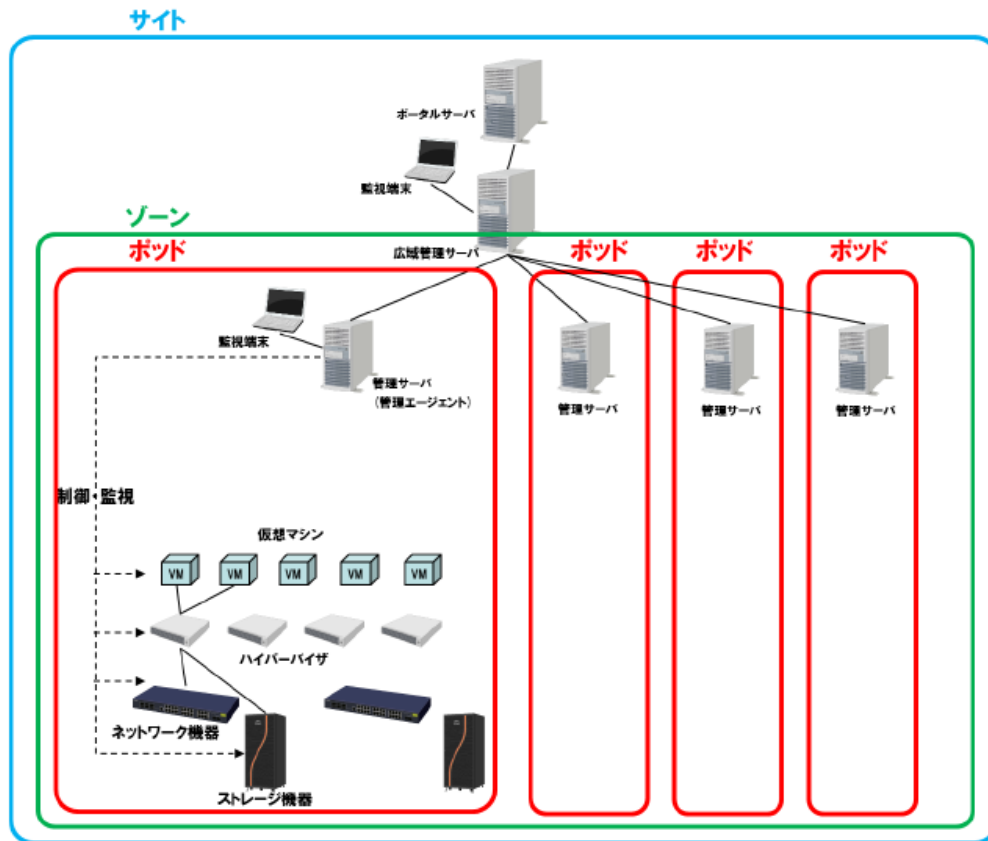 サイト
ポータルサーバ
監視端末
ゾーン
ポッド
広域管理サーバ
ポッド
ポッド
ポッド
監視端末
管理サーバ
(管理エージェント)
管理サーバ
管理サーバ
管理サーバ
制御・監視
仮想マシン
VM
VM
VM
VM
VM
ハイパーバイザ
ネットワーク機器
ストレージ機器